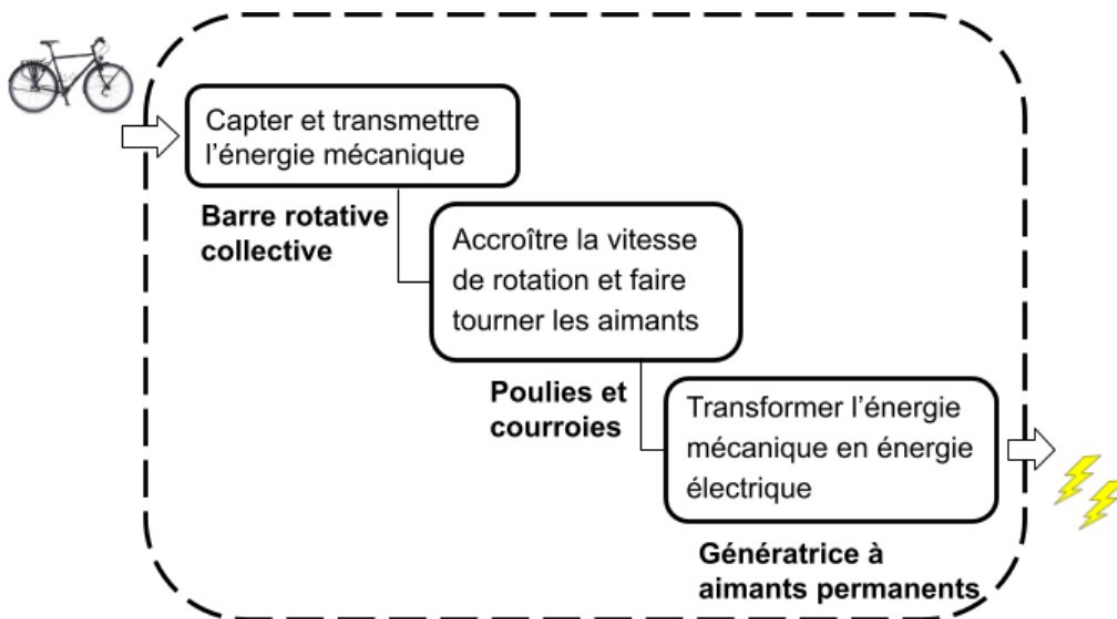 Capter et transmettre
l’énergie mécanique
Barre rotative
collective
Accroître la vitesse
de rotation et faire
tourner les aimants
Poulies et
courroies
Transformer l’énergie
mécanique en énergie
électrique
Génératrice à
aimants permanents